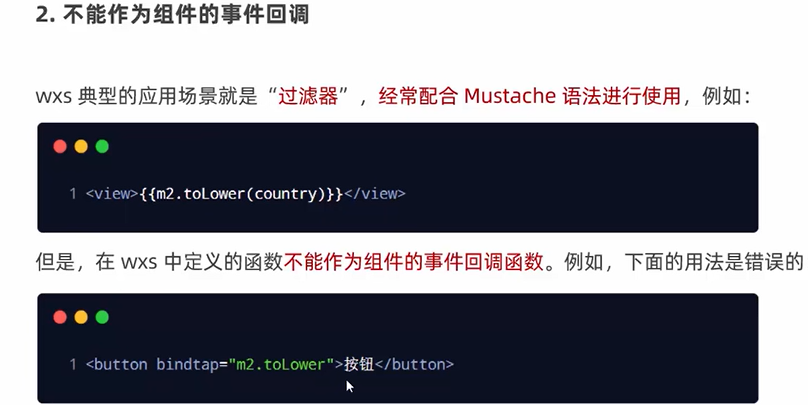 2. 不能作为组件的事件回调
wxs 典型的应用场景就是“过滤器”，经常配合 Mustache 语法进行使用，例如：
1 <view>{{m2.toLower(country)}}</view>
但是，在 wxs 中定义的函数不能作为组件的事件回调函数。例如，下面的用法是错误的
1 <button bindtap="m2.toLower">按钮</button>